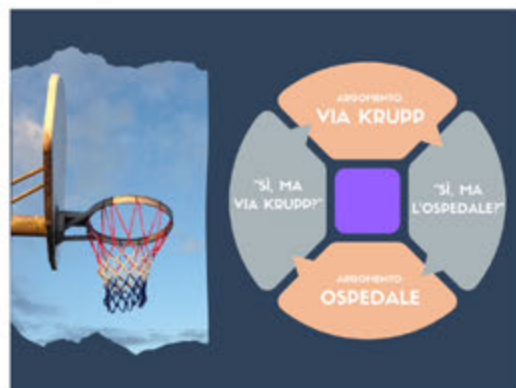 ARGOMENTO:
VIA KRUPP
"SÌ, MA
VIA KRUPP?"
"SÌ, MA
L'OSPEDALE?"
ARGOMENTO:
OSPEDALE